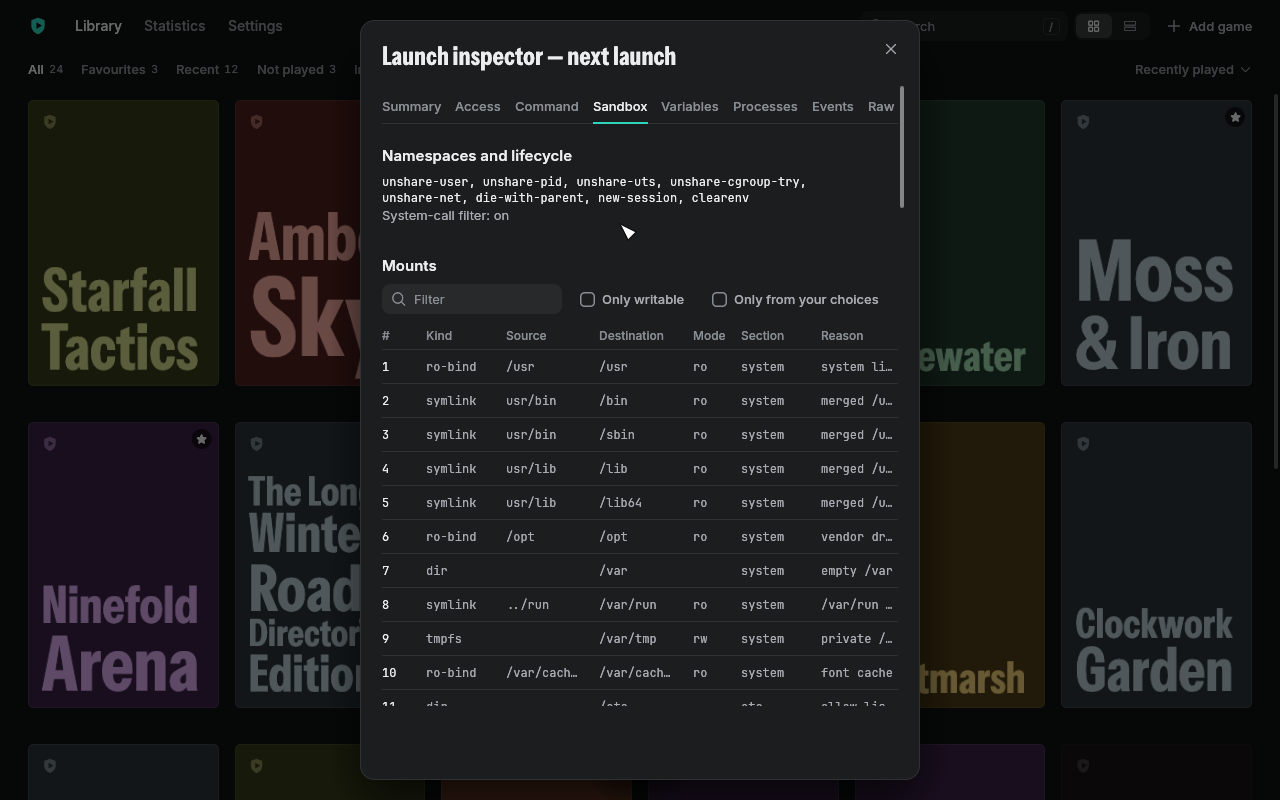 Library Statistics Settings
/
Add game
All 24 Favourites 3 Recent 12 Not played 3
Recently played
Launch inspector — next launch
Summary Access Command Sandbox Variables Processes Events Raw
Namespaces and lifecycle
unshare-user, unshare-pid, unshare-uts, unshare-cgroup-try,
unshare-net, die-with-parent, new-session, clearenv
System-call filter: on
Mounts
Filter
Only writable
Only from your choices
# Kind Source Destination Mode Section Reason
1 ro-bind /usr /usr ro system system li…
2 symlink usr/bin /bin ro system merged /u…
3 symlink usr/bin /sbin ro system merged /u…
4 symlink usr/lib /lib ro system merged /u…
5 symlink usr/lib /lib64 ro system merged /u…
6 ro-bind /opt /opt ro system vendor dr…
7 dir /var system empty /var
8 symlink ../run /var/run ro system /var/run …
9 tmpfs /var/tmp rw system private /…
10 ro-bind /var/cach… /var/cach… ro system font cache
Starfall
Tactics
Moss
& Iron
Ninefold
Arena
Clockwork
Garden